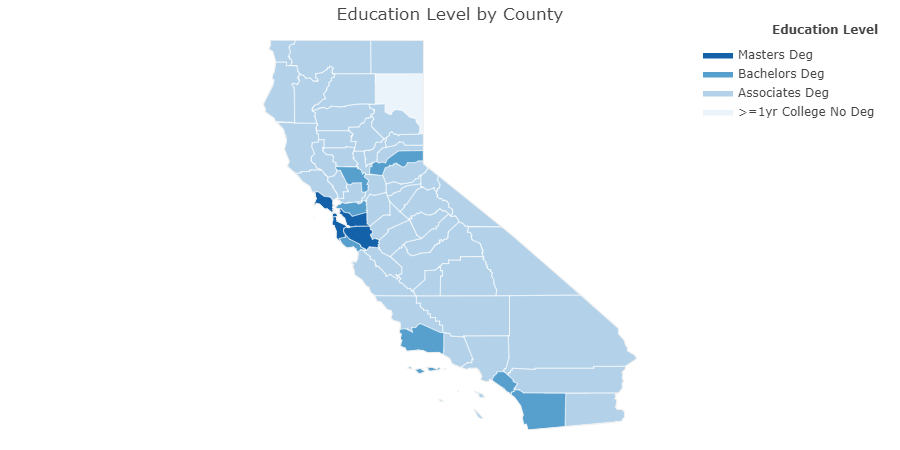 Education Level by County
Education Level
Masters Deg
Bachelors Deg
Associates Deg
>=1yr College No Deg